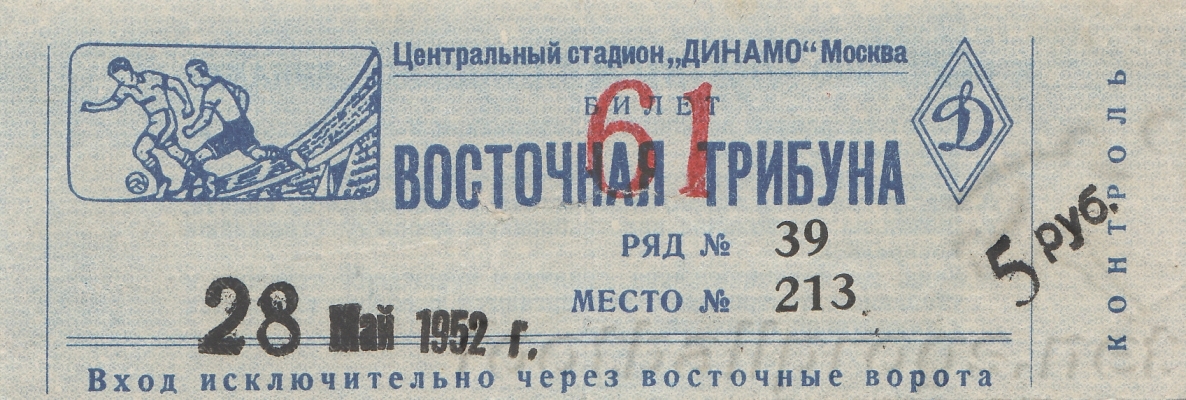 Центральный стадион „ДИНАМО“ Москва
БИЛЕТ
61
ВОСТОЧНАЯ ТРИБУНА
Д
РЯД № 39
МЕСТО № 213
5 руб.
28 Май 1952 г.
Вход исключительно через восточные ворота
КОНТРОЛЬ